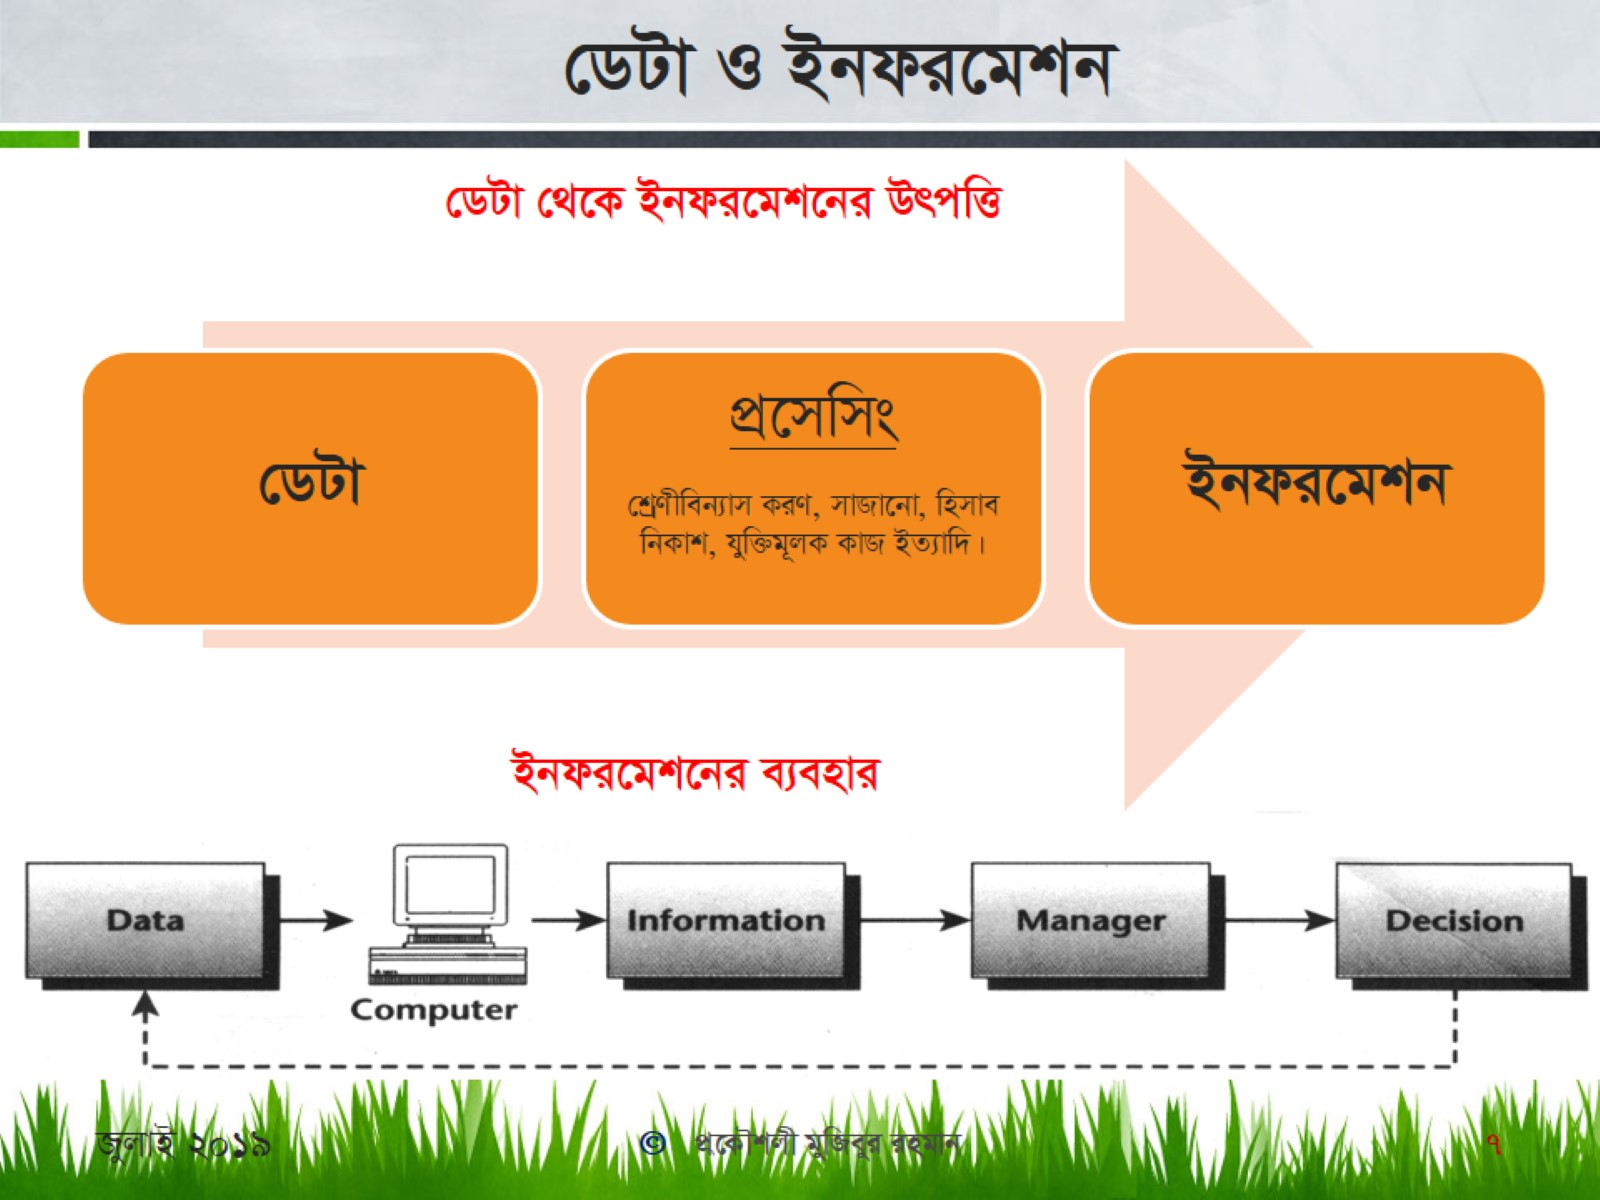 ডেটা ও ইনফরমেশন
ডেটা থেকে ইনফরমেশনের উৎপত্তি
ডেটা
প্রসেসিং
শ্রেণীবিন্যাস করণ, সাজানো, হিসাব
নিকাশ, যুক্তিমূলক কাজ ইত্যাদি।
ইনফরমেশন
ইনফরমেশনের ব্যবহার
Data
Computer
Information
Manager
Decision
জুলাই ২০১৯
© প্রকৌশলী মুজিবুর রহমান
৭